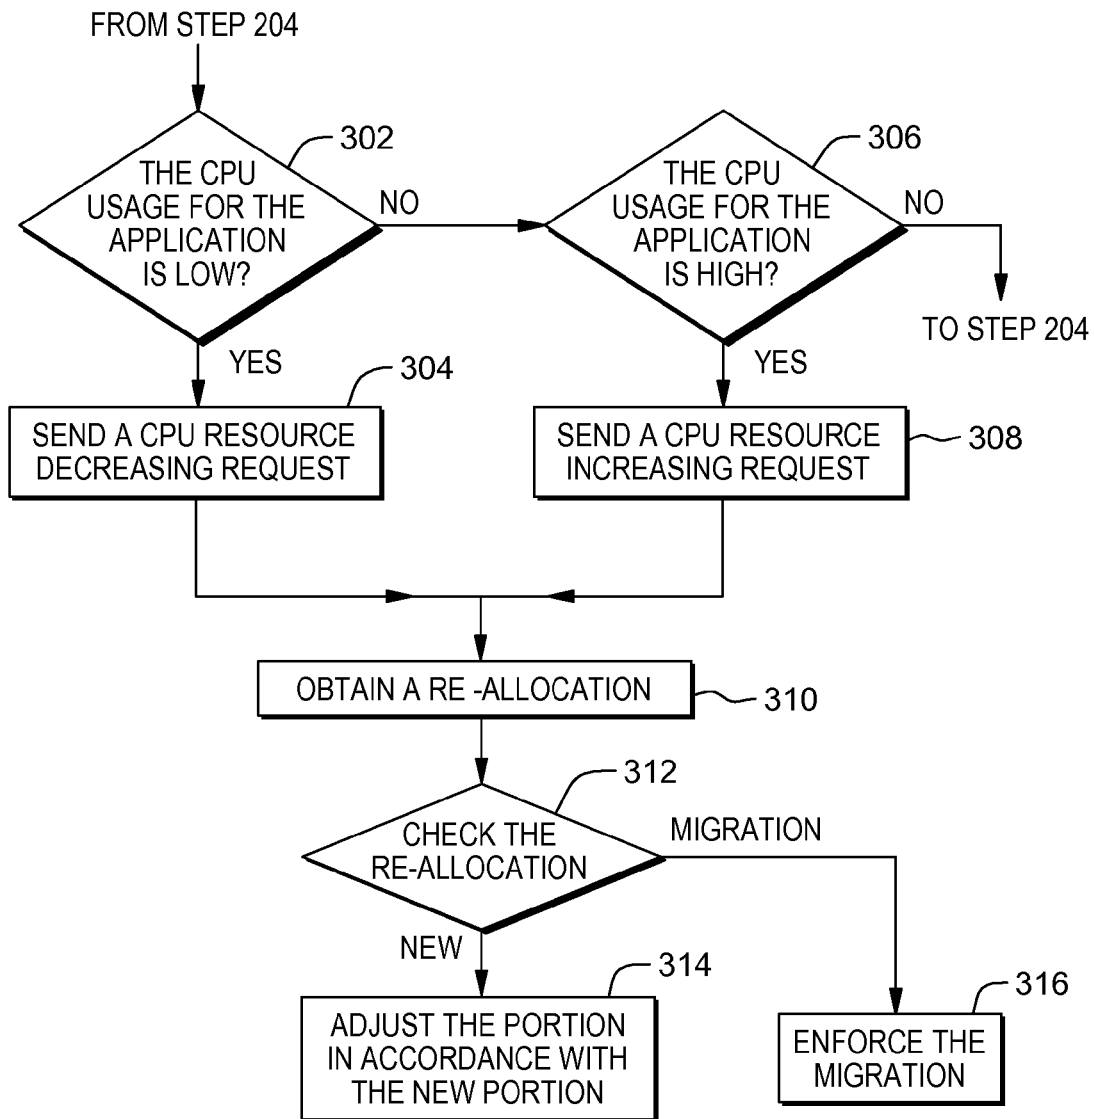 FROM STEP 204
302
THE CPU
USAGE FOR THE
APPLICATION
IS LOW?
NO
YES
306
THE CPU
USAGE FOR THE
APPLICATION
IS HIGH?
NO
TO STEP 204
YES
304
SEND A CPU RESOURCE
DECREASING REQUEST
SEND A CPU RESOURCE
INCREASING REQUEST
308
OBTAIN A RE -ALLOCATION
310
312
CHECK THE
RE-ALLOCATION
MIGRATION
NEW
314
ADJUST THE PORTION
IN ACCORDANCE WITH
THE NEW PORTION
316
ENFORCE THE
MIGRATION